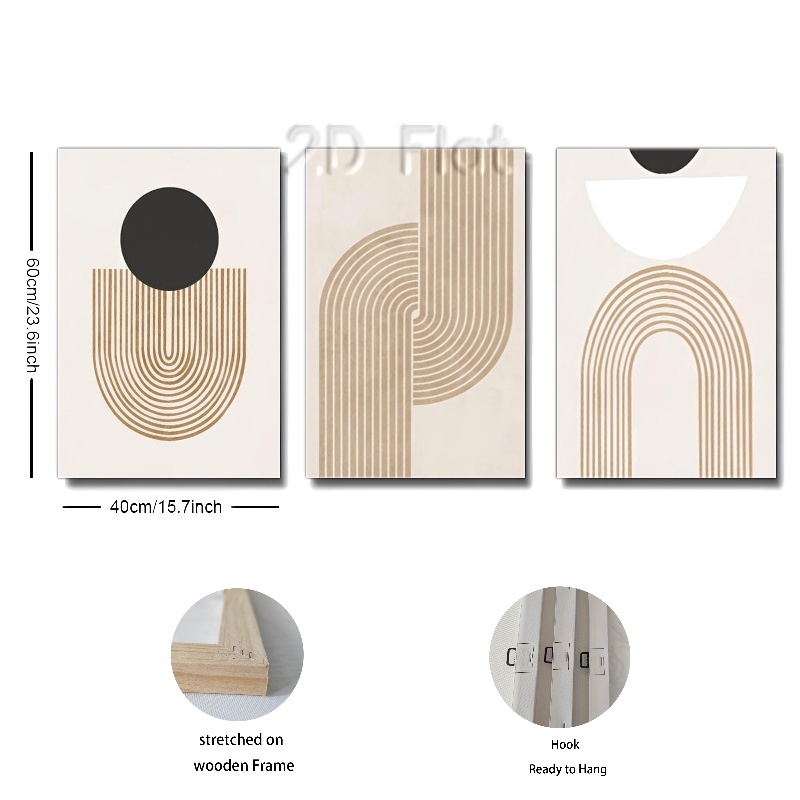 2D Flat
60cm/23.6inch
40cm/15.7inch
stretched on
wooden Frame
Hook
Ready to Hang